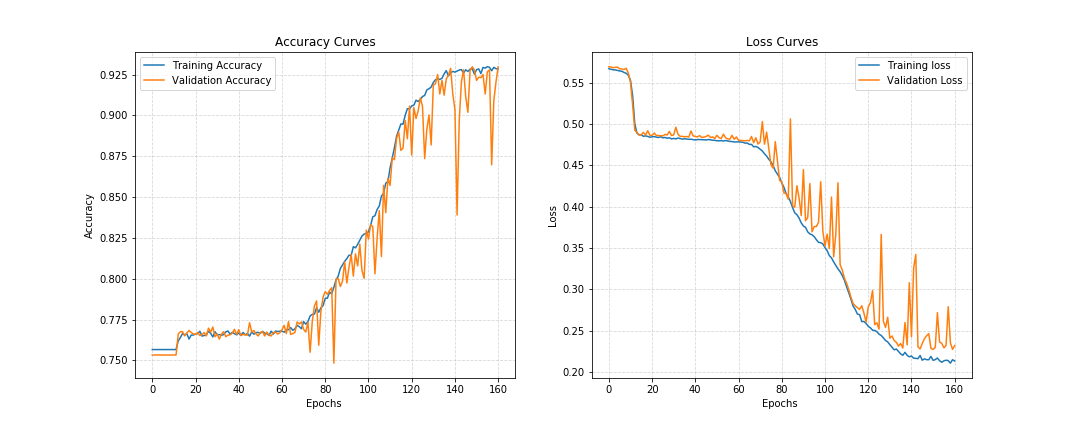 Accuracy Curves
Training Accuracy
Validation Accuracy
0.925
0.900
0.875
0.850
0.825
0.800
0.775
0.750
Accuracy
0 20 40 60 80 100 120 140 160
Epochs
Loss Curves
Training loss
Validation Loss
0.55
0.50
0.45
0.40
0.35
0.30
0.25
0.20
Loss
0 20 40 60 80 100 120 140 160
Epochs